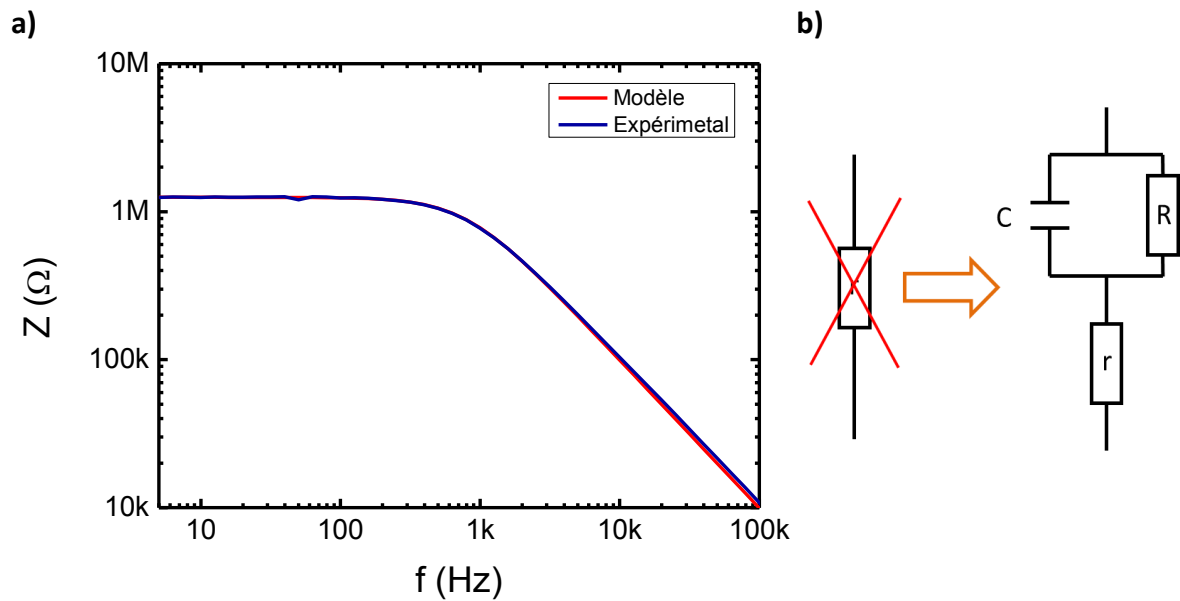 a)
10M
1M
100k
10k
Z (Ω)
10
100
1k
10k
100k
f (Hz)
Modèle
Expérimetal
b)
C
R
r